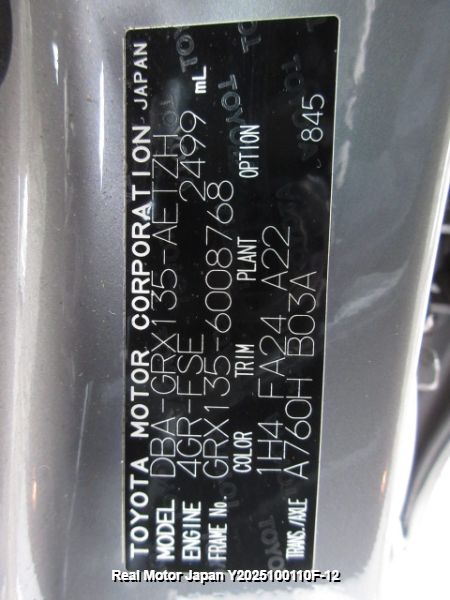 TOYOTA MOTOR CORPORATION JAPAN
MODEL DBA-GRX135-AETZH
ENGINE 4GR-FSE 2499 mL
FRAME No. GRX135-6008768
COLOR TRIM PLANT OPTION
1H4 FA24 A22 845
TRANS./AXLE A760H B03A
Real Motor Japan Y2025100110F-12